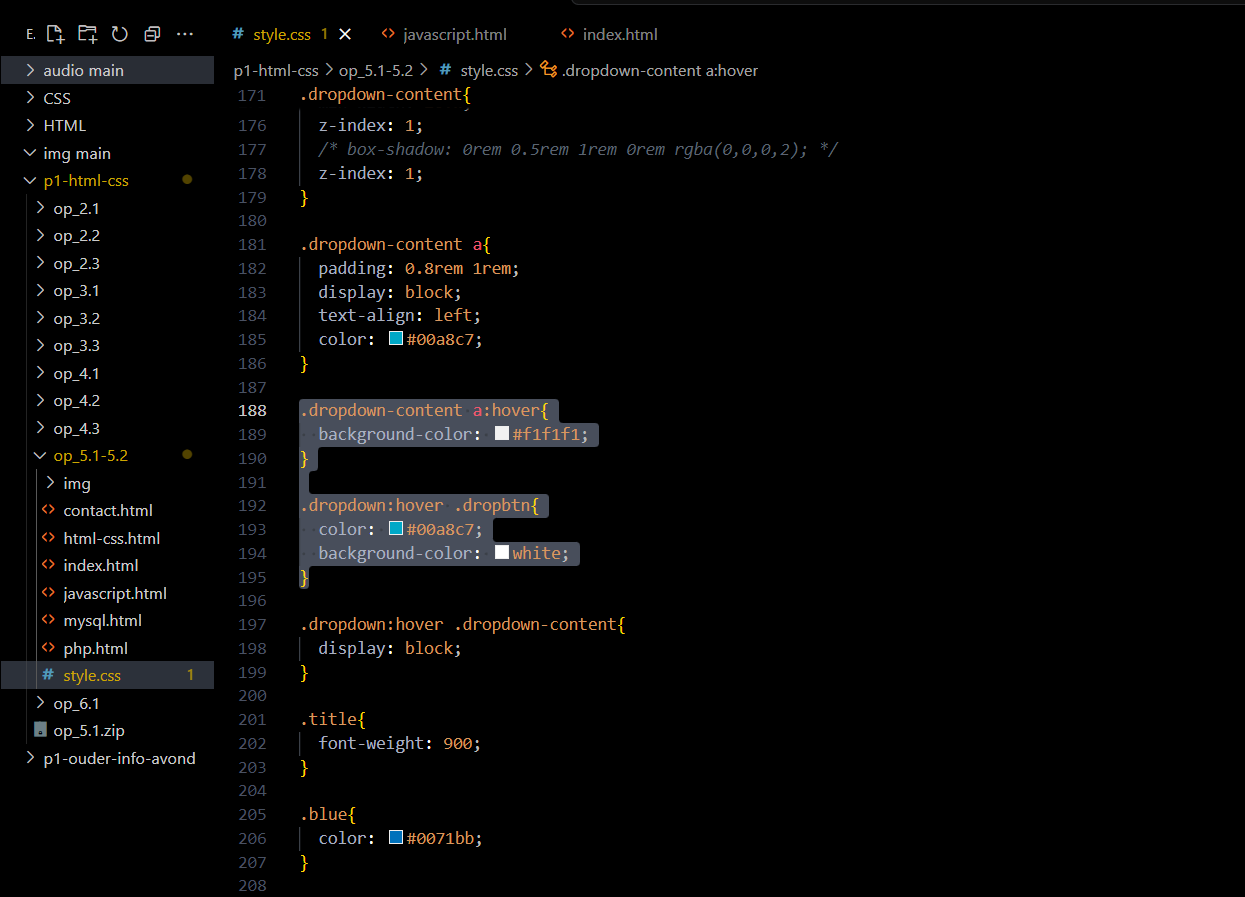 E.
style.css 1
javascript.html
index.html
p1-html-css > op_5.1-5.2 > # style.css > .dropdown-content a:hover
audio main
CSS
HTML
img main
p1-html-css
op_2.1
op_2.2
op_2.3
op_3.1
op_3.2
op_3.3
op_4.1
op_4.2
op_4.3
op_5.1-5.2
img
contact.html
html-css.html
index.html
javascript.html
mysql.html
php.html
style.css 1
op_6.1
op_5.1.zip
p1-ouder-info-avond
171 .dropdown-content{
176 z-index: 1;
177 /* box-shadow: 0rem 0.5rem 1rem 0rem rgba(0,0,0,2); */
178 z-index: 1;
179 }
180
181 .dropdown-content a{
182 padding: 0.8rem 1rem;
183 display: block;
184 text-align: left;
185 color: #00a8c7;
186 }
187
188 .dropdown-content a:hover{
189 background-color: #f1f1f1;
190 }
191
192 .dropdown:hover .dropbtn{
193 color: #00a8c7;
194 background-color: white;
195 }
196
197 .dropdown:hover .dropdown-content{
198 display: block;
199 }
200
201 .title{
202 font-weight: 900;
203 }
204
205 .blue{
206 color: #0071bb;
207 }
208